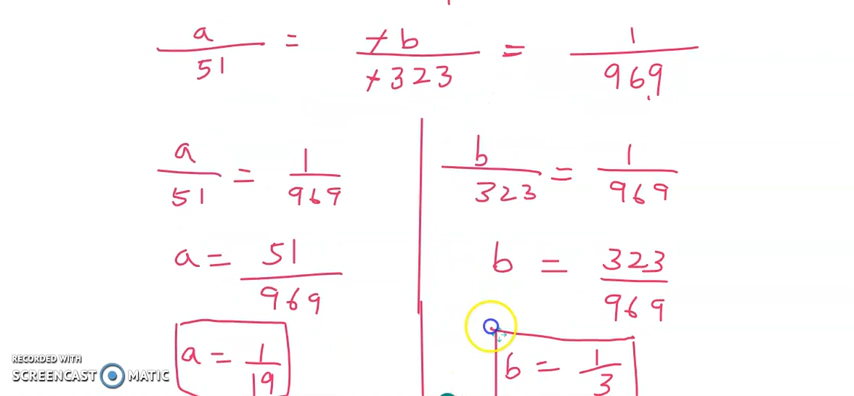 a/51 = -b/-323 = 1/969
a/51 = 1/969
b/323 = 1/969
a = 51/969
b = 323/969
a = 1/19
b = 1/3
RECORDED WITH
SCREENCAST MATIC